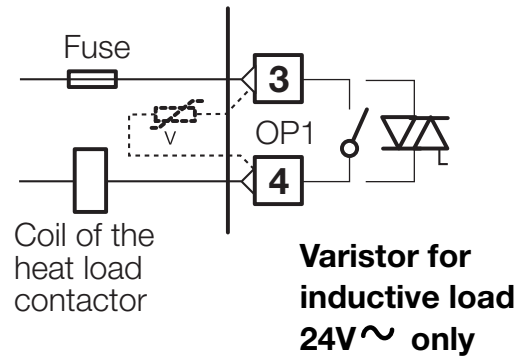 Fuse
3
V
OP1
4
Coil of the
heat load
contactor
Varistor for
inductive load
24V~ only